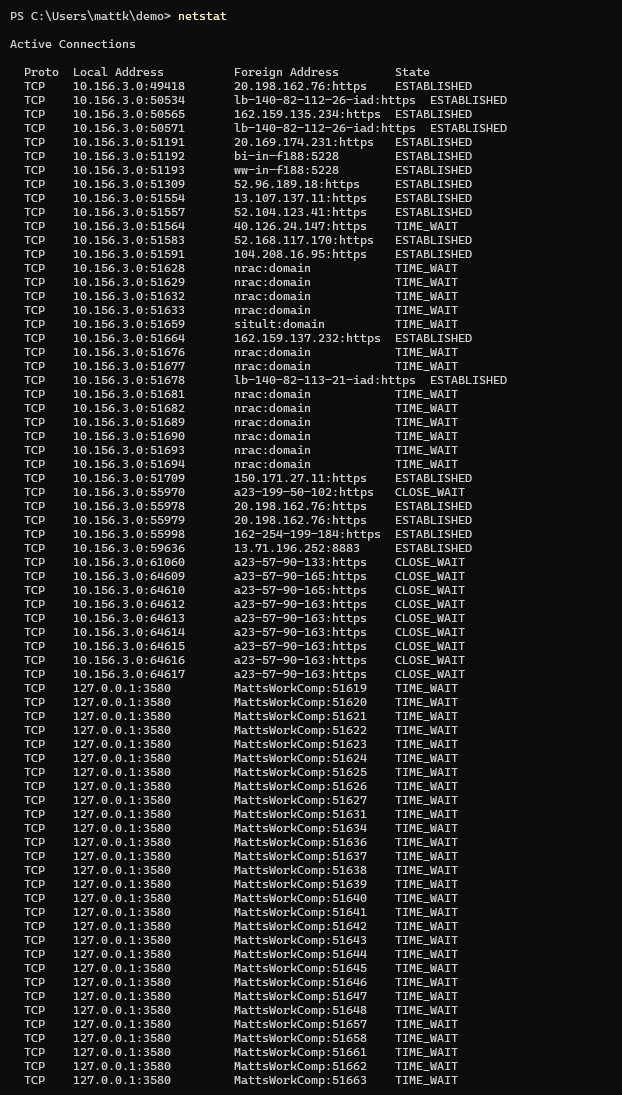 PS C:\Users\mattk\demo> netstat
Active Connections
Proto  Local Address          Foreign Address        State
TCP    10.156.3.0:49418       20.198.162.76:https    ESTABLISHED
TCP    10.156.3.0:50534       lb-140-82-112-26-iad:https  ESTABLISHED
TCP    10.156.3.0:50565       162.159.135.234:https  ESTABLISHED
TCP    10.156.3.0:50571       lb-140-82-112-26-iad:https  ESTABLISHED
TCP    10.156.3.0:51191       20.169.174.231:https   ESTABLISHED
TCP    10.156.3.0:51192       bi-in-f188:5228        ESTABLISHED
TCP    10.156.3.0:51193       ww-in-f188:5228        ESTABLISHED
TCP    10.156.3.0:51309       52.96.189.18:https     ESTABLISHED
TCP    10.156.3.0:51554       13.107.137.11:https    ESTABLISHED
TCP    10.156.3.0:51557       52.104.123.41:https    ESTABLISHED
TCP    10.156.3.0:51564       40.126.24.147:https    TIME_WAIT
TCP    10.156.3.0:51583       52.168.117.170:https   ESTABLISHED
TCP    10.156.3.0:51591       104.208.16.95:https    ESTABLISHED
TCP    10.156.3.0:51628       nrac:domain            TIME_WAIT
TCP    10.156.3.0:51629       nrac:domain            TIME_WAIT
TCP    10.156.3.0:51632       nrac:domain            TIME_WAIT
TCP    10.156.3.0:51633       nrac:domain            TIME_WAIT
TCP    10.156.3.0:51659       sitult:domain          TIME_WAIT
TCP    10.156.3.0:51664       162.159.137.232:https  ESTABLISHED
TCP    10.156.3.0:51676       nrac:domain            TIME_WAIT
TCP    10.156.3.0:51677       nrac:domain            TIME_WAIT
TCP    10.156.3.0:51678       lb-140-82-113-21-iad:https  ESTABLISHED
TCP    10.156.3.0:51681       nrac:domain            TIME_WAIT
TCP    10.156.3.0:51682       nrac:domain            TIME_WAIT
TCP    10.156.3.0:51689       nrac:domain            TIME_WAIT
TCP    10.156.3.0:51690       nrac:domain            TIME_WAIT
TCP    10.156.3.0:51693       nrac:domain            TIME_WAIT
TCP    10.156.3.0:51694       nrac:domain            TIME_WAIT
TCP    10.156.3.0:51709       150.171.27.11:https    ESTABLISHED
TCP    10.156.3.0:55970       a23-199-50-102:https   CLOSE_WAIT
TCP    10.156.3.0:55978       20.198.162.76:https    ESTABLISHED
TCP    10.156.3.0:55979       20.198.162.76:https    ESTABLISHED
TCP    10.156.3.0:55998       162-254-199-184:https  ESTABLISHED
TCP    10.156.3.0:59636       13.71.196.252:8883     ESTABLISHED
TCP    10.156.3.0:61060       a23-57-90-133:https    CLOSE_WAIT
TCP    10.156.3.0:64609       a23-57-90-165:https    CLOSE_WAIT
TCP    10.156.3.0:64610       a23-57-90-165:https    CLOSE_WAIT
TCP    10.156.3.0:64612       a23-57-90-163:https    CLOSE_WAIT
TCP    10.156.3.0:64613       a23-57-90-163:https    CLOSE_WAIT
TCP    10.156.3.0:64614       a23-57-90-163:https    CLOSE_WAIT
TCP    10.156.3.0:64615       a23-57-90-163:https    CLOSE_WAIT
TCP    10.156.3.0:64616       a23-57-90-163:https    CLOSE_WAIT
TCP    10.156.3.0:64617       a23-57-90-163:https    CLOSE_WAIT
TCP    127.0.0.1:3580         MattsWorkComp:51619    TIME_WAIT
TCP    127.0.0.1:3580         MattsWorkComp:51620    TIME_WAIT
TCP    127.0.0.1:3580         MattsWorkComp:51621    TIME_WAIT
TCP    127.0.0.1:3580         MattsWorkComp:51622    TIME_WAIT
TCP    127.0.0.1:3580         MattsWorkComp:51623    TIME_WAIT
TCP    127.0.0.1:3580         MattsWorkComp:51624    TIME_WAIT
TCP    127.0.0.1:3580         MattsWorkComp:51625    TIME_WAIT
TCP    127.0.0.1:3580         MattsWorkComp:51626    TIME_WAIT
TCP    127.0.0.1:3580         MattsWorkComp:51627    TIME_WAIT
TCP    127.0.0.1:3580         MattsWorkComp:51631    TIME_WAIT
TCP    127.0.0.1:3580         MattsWorkComp:51634    TIME_WAIT
TCP    127.0.0.1:3580         MattsWorkComp:51636    TIME_WAIT
TCP    127.0.0.1:3580         MattsWorkComp:51637    TIME_WAIT
TCP    127.0.0.1:3580         MattsWorkComp:51638    TIME_WAIT
TCP    127.0.0.1:3580         MattsWorkComp:51639    TIME_WAIT
TCP    127.0.0.1:3580         MattsWorkComp:51640    TIME_WAIT
TCP    127.0.0.1:3580         MattsWorkComp:51641    TIME_WAIT
TCP    127.0.0.1:3580         MattsWorkComp:51642    TIME_WAIT
TCP    127.0.0.1:3580         MattsWorkComp:51643    TIME_WAIT
TCP    127.0.0.1:3580         MattsWorkComp:51644    TIME_WAIT
TCP    127.0.0.1:3580         MattsWorkComp:51645    TIME_WAIT
TCP    127.0.0.1:3580         MattsWorkComp:51646    TIME_WAIT
TCP    127.0.0.1:3580         MattsWorkComp:51647    TIME_WAIT
TCP    127.0.0.1:3580         MattsWorkComp:51648    TIME_WAIT
TCP    127.0.0.1:3580         MattsWorkComp:51657    TIME_WAIT
TCP    127.0.0.1:3580         MattsWorkComp:51658    TIME_WAIT
TCP    127.0.0.1:3580         MattsWorkComp:51661    TIME_WAIT
TCP    127.0.0.1:3580         MattsWorkComp:51662    TIME_WAIT
TCP    127.0.0.1:3580         MattsWorkComp:51663    TIME_WAIT